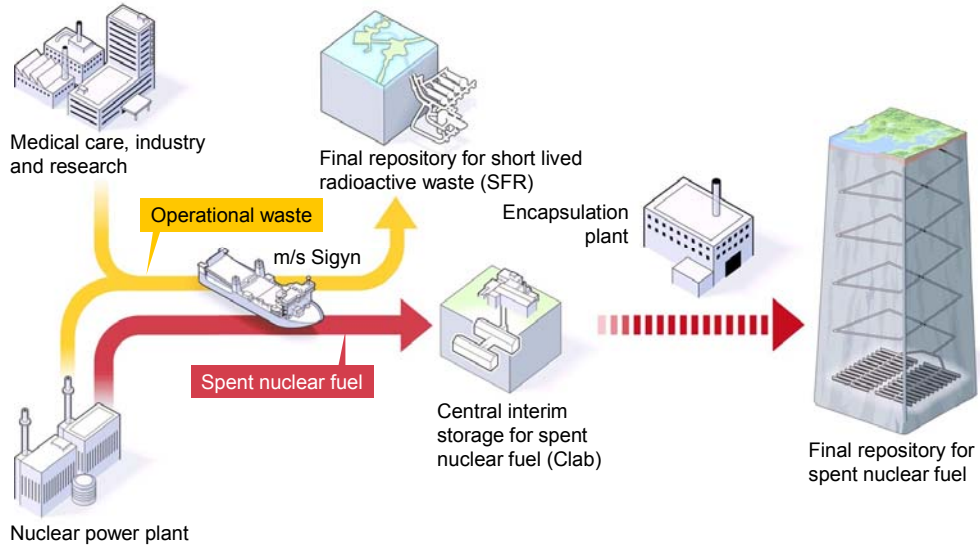 Medical care, industry
and research
Final repository for short lived
radioactive waste (SFR)
Operational waste
m/s Sigyn
Encapsulation
plant
Spent nuclear fuel
Central interim
storage for spent
nuclear fuel (Clab)
Final repository for
spent nuclear fuel
Nuclear power plant